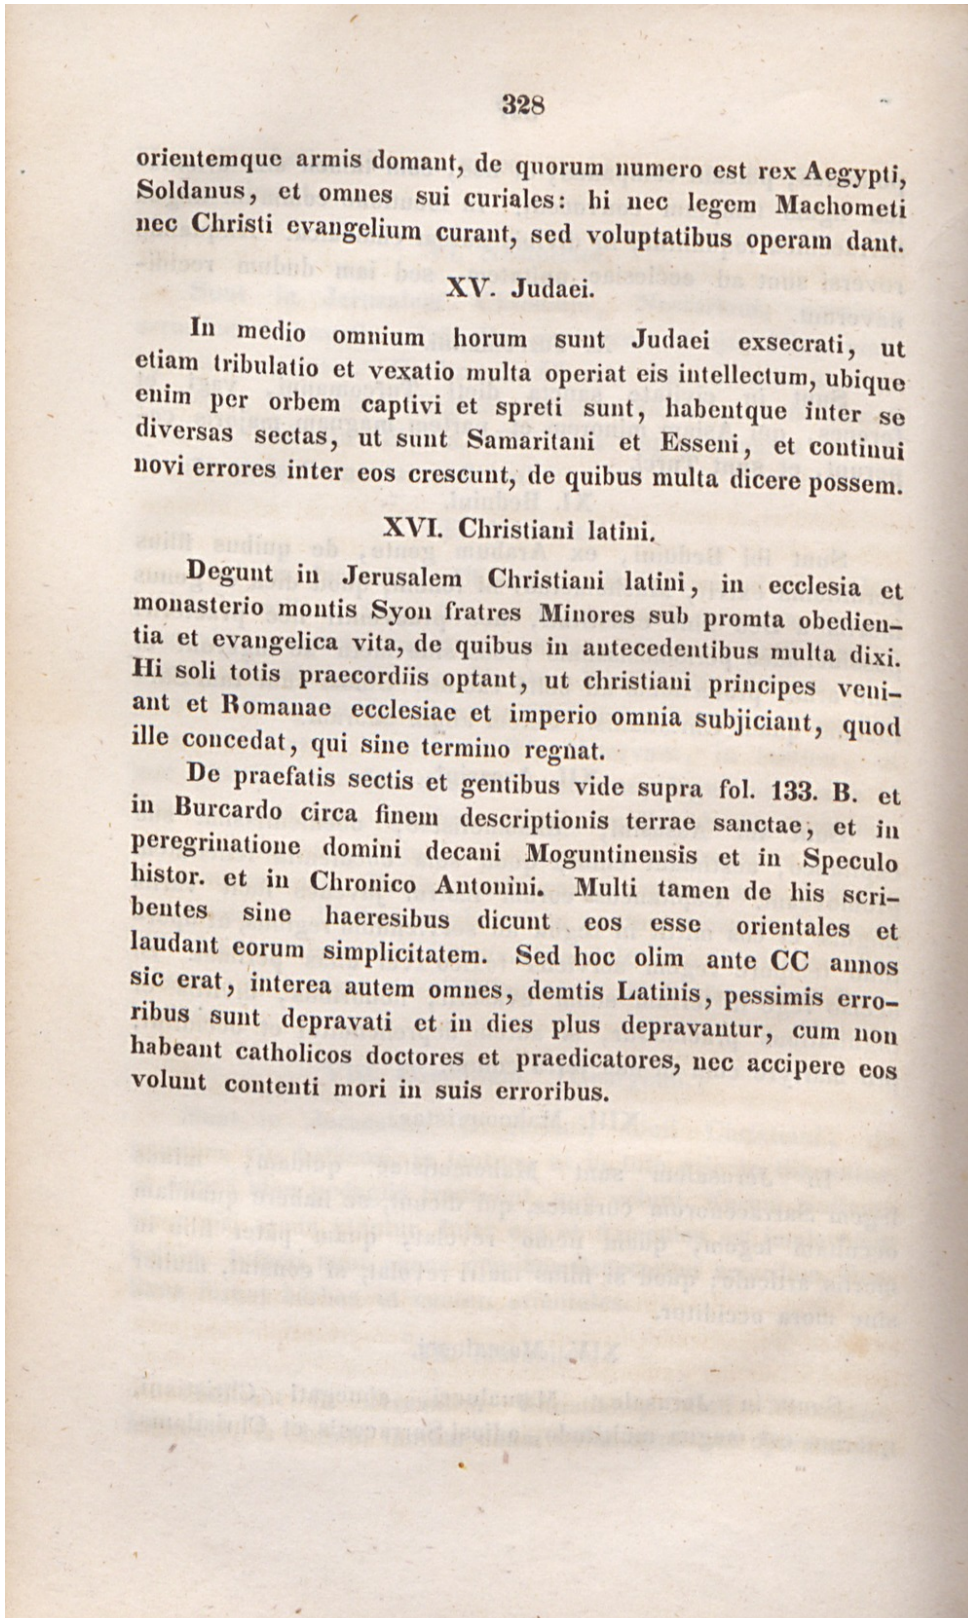 328
orientemque armis domant, de quorum numero est rex Aegypti,
Soldanus, et omnes sui curiales: hi nec legem Machometi
nec Christi evangelium curant, sed voluptatibus operam dant.
XV. Judaei.
In medio omnium horum sunt Judaei exsecrati, ut
etiam tribulatio et vexatio multa operiat eis intellectum, ubique
enim per orbem captivi et spreti sunt, habentque inter se
diversas sectas, ut sunt Samaritani et Esseni, et continui
novi errores inter eos crescunt, de quibus multa dicere possem.
XVI. Christiani latini.
Degunt in Jerusalem Christiani latini, in ecclesia et
monasterio montis Syon fratres Minores sub promta obedien-
tia et evangelica vita, de quibus in antecedentibus multa dixi.
Hi soli totis praecordiis optant, ut christiani principes veni-
ant et Romanae ecclesiae et imperio omnia subjiciant, quod
ille concedat, qui sine termino regnat.
De praefatis sectis et gentibus vide supra fol. 133. B. et
in Burcardo circa finem descriptionis terrae sanctae, et in
peregrinatione domini decani Moguntinensis et in Speculo
histor. et in Chronico Antonini. Multi tamen de his scri-
bentes sine haeresibus dicunt eos esse orientales et
laudant eorum simplicitatem. Sed hoc olim ante CC annos
sic erat, interea autem omnes, demtis Latinis, pessimis erro-
ribus sunt depravati et in dies plus depravantur, cum non
habeant catholicos doctores et praedicatores, nec accipere eos
volunt contenti mori in suis erroribus.